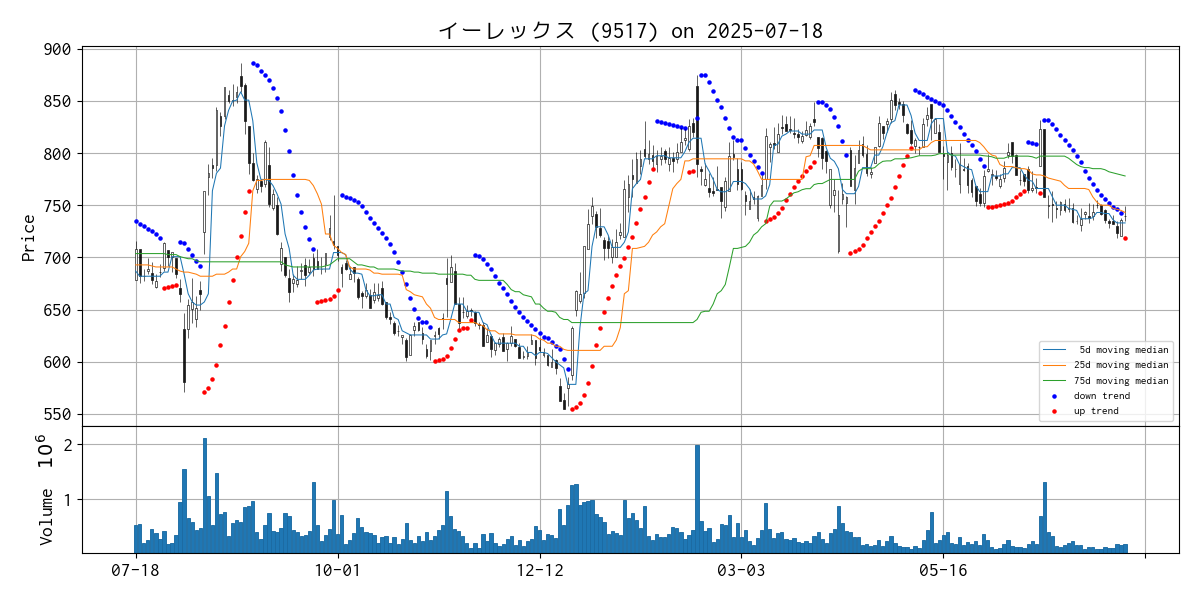 イーレックス (9517) on 2025-07-18
Price
900
850
800
750
700
650
600
550
5d moving median
25d moving median
75d moving median
down trend
up trend
Volume 10^6
2
1
07-18
10-01
12-12
03-03
05-16